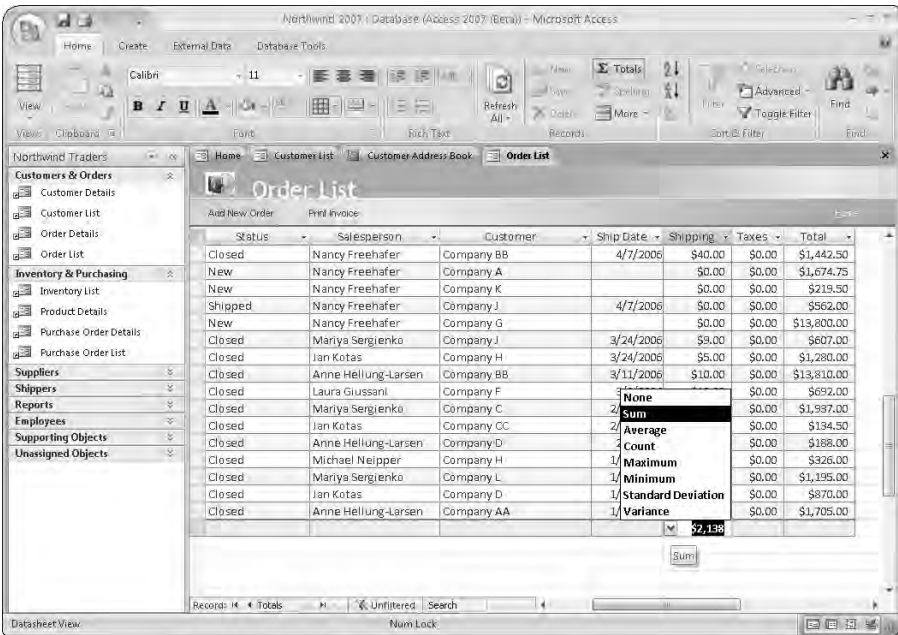 Northwind 2007 : Database (Access 2007 (Beta)) - Microsoft Access
Home Create External Data Database Tools
Calibri 11
View
B I U A
Refresh
All
New
Save
Delete
Σ Totals
Spelling
More
Filter
Selection
Advanced
Toggle Filter
Find
Views Clipboard Font Rich Text Records Sort & Filter Find
Northwind Traders
Home Customer List Customer Address Book Order List
Customers & Orders
Customer Details
Customer List
Order Details
Order List
Inventory & Purchasing
Inventory List
Product Details
Purchase Order Details
Purchase Order List
Suppliers
Shippers
Reports
Employees
Supporting Objects
Unassigned Objects
Order List
Add New Order Print Invoice
Status Salesperson Customer Ship Date Shipping Taxes Total
Closed Nancy Freehafer Company BB 4/7/2006 $40.00 $0.00 $1,442.50
New Nancy Freehafer Company A $0.00 $0.00 $1,674.75
New Nancy Freehafer Company K $0.00 $0.00 $219.50
Shipped Nancy Freehafer Company J 4/7/2006 $0.00 $0.00 $562.00
New Nancy Freehafer Company G $0.00 $0.00 $13,800.00
Closed Mariya Sergienko Company J 3/24/2006 $9.00 $0.00 $607.00
Closed Jan Kotas Company H 3/24/2006 $5.00 $0.00 $1,280.00
Closed Anne Hellung-Larsen Company BB 3/11/2006 $10.00 $0.00 $13,810.00
Closed Laura Giussani Company F $0.00 $692.00
Closed Mariya Sergienko Company C 2/ $0.00 $1,937.00
Closed Jan Kotas Company CC 2/ $0.00 $134.50
Closed Anne Hellung-Larsen Company D $0.00 $188.00
Closed Michael Neipper Company H 1/ $0.00 $326.00
Closed Mariya Sergienko Company L 1/ $0.00 $1,195.00
Closed Jan Kotas Company D 1/ $0.00 $870.00
Closed Anne Hellung-Larsen Company AA 1/ $0.00 $1,705.00
None
Sum
Average
Count
Maximum
Minimum
Standard Deviation
Variance
$2,138
Sum
Record: Totals Unfiltered Search
Datasheet View Num Lock